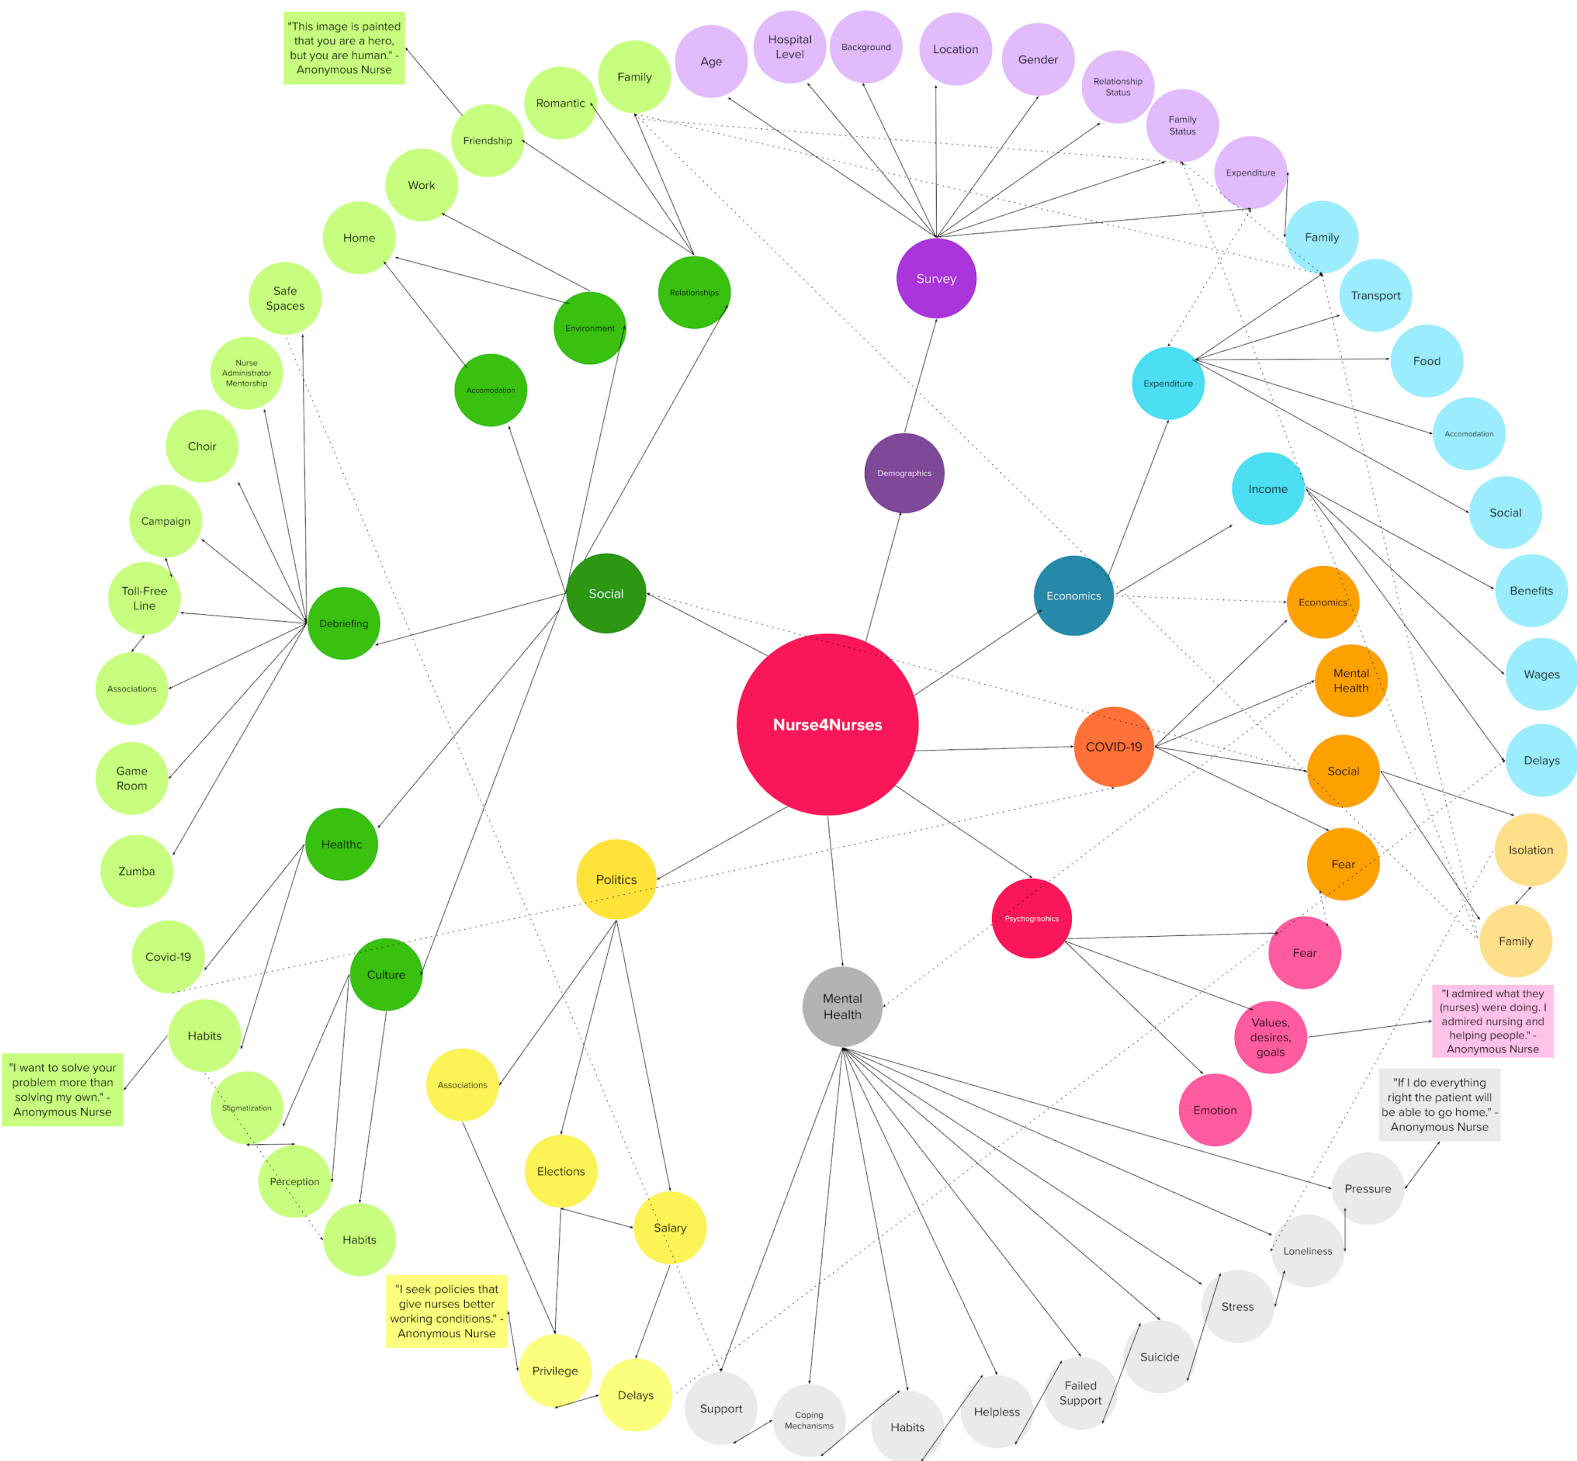 "This image is painted
that you are a hero,
but you are human." -
Anonymous Nurse
Family
Romantic
Friendship
Work
Home
Safe
Spaces
Nurse
Administrator
Mentorship
Choir
Campaign
Toll-Free
Line
Associations
Game
Room
Zumba
Covid-19
Habits
"I want to solve your
problem more than
solving my own." -
Anonymous Nurse
Stigmatization
Perception
Habits
Relationships
Environment
Accomodation
Debriefing
Healthc
Culture
Social
Age
Hospital
Level
Background
Location
Gender
Relationship
Status
Family
Status
Expenditure
Survey
Demographics
Family
Transport
Food
Accomodation
Social
Benefits
Wages
Delays
Expenditure
Income
Economics
Nurse4Nurses
COVID-19
Economics
Mental
Health
Social
Fear
Isolation
Family
Psychograohics
Fear
Values,
desires,
goals
Emotion
"I admired what they
(nurses) were doing. I
admired nursing and
helping people." -
Anonymous Nurse
"If I do everything
right the patient will
be able to go home." -
Anonymous Nurse
Mental
Health
Pressure
Loneliness
Stress
Suicide
Failed
Support
Helpless
Habits
Coping
Mechanisms
Support
Politics
Associations
Elections
Salary
"I seek policies that
give nurses better
working conditions." -
Anonymous Nurse
Privilege
Delays